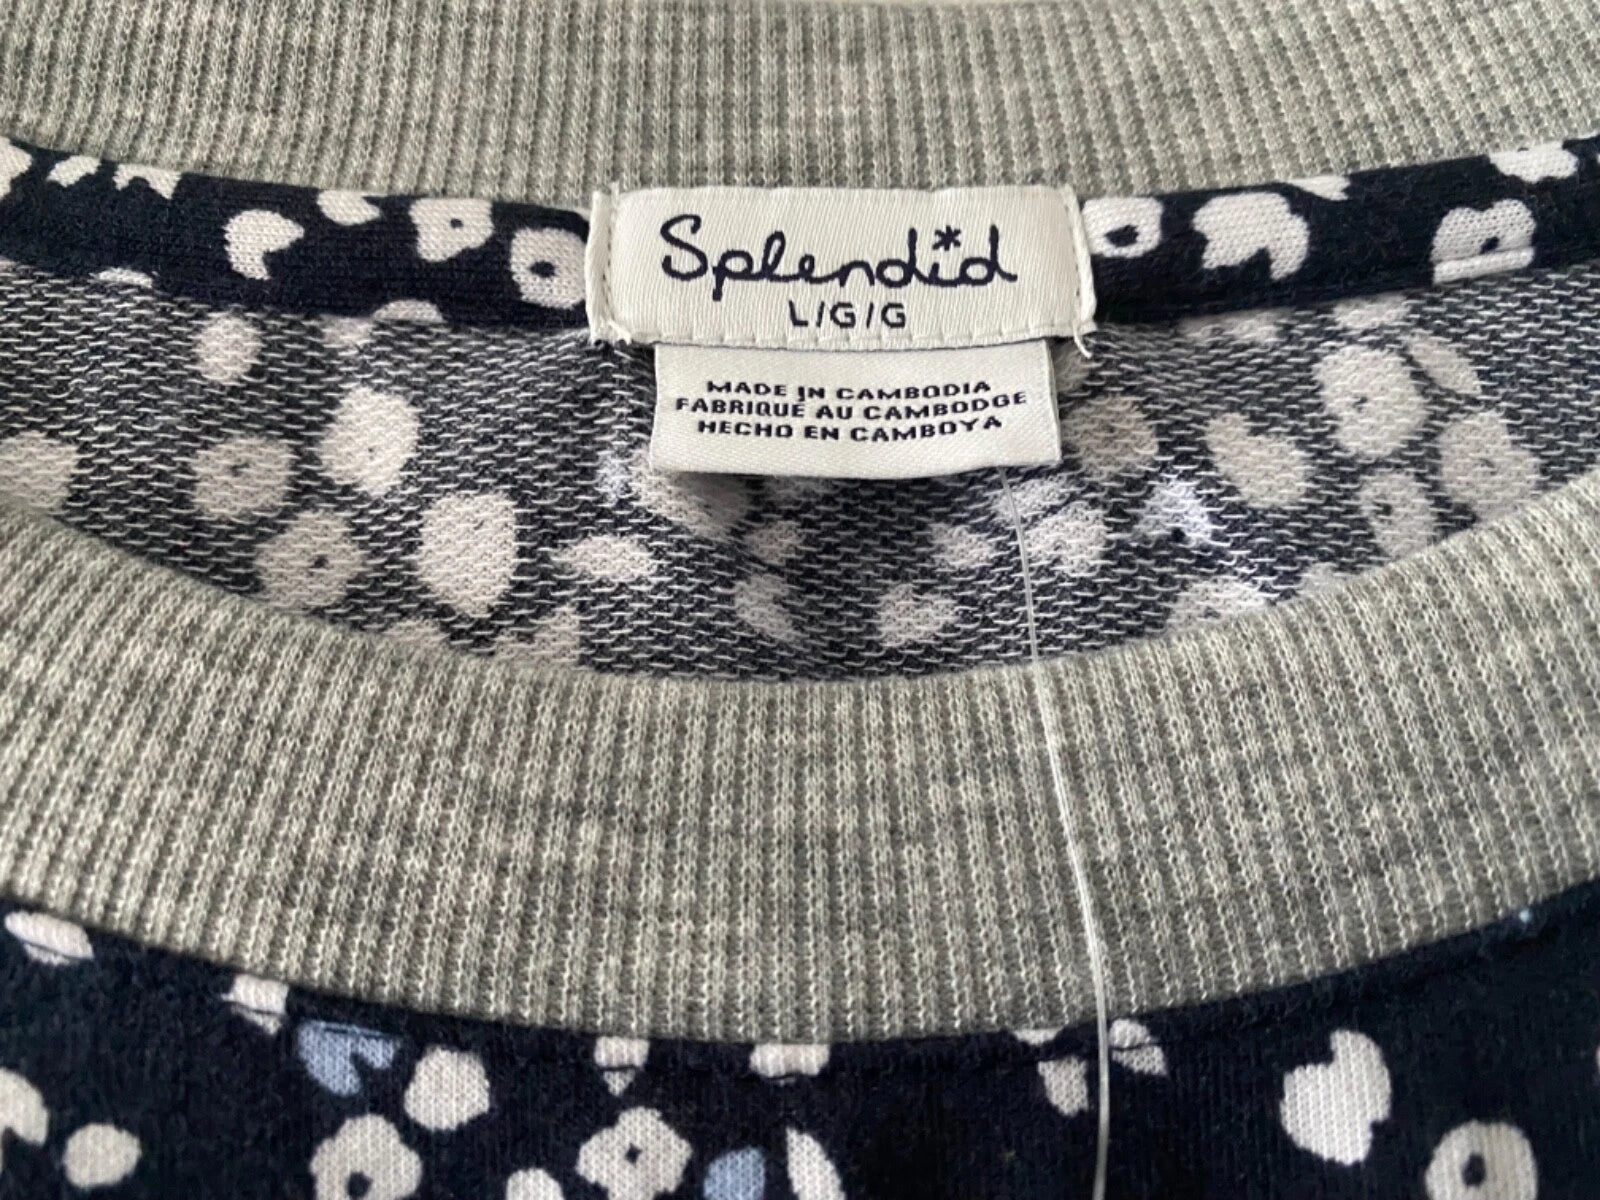 Splendid
L/G/G
MADE IN CAMBODIA
FABRIQUÉ AU CAMBODGE
HECHO EN CAMBOYA